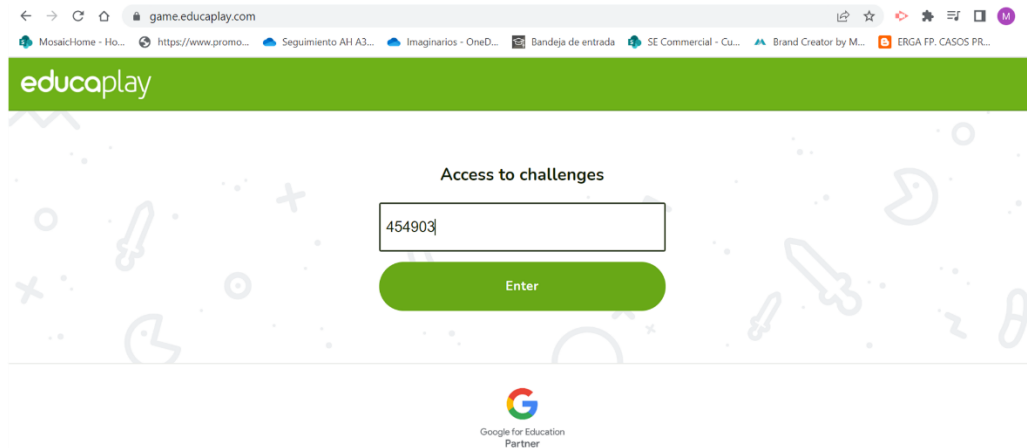 game.educaplay.com
MosaicHome - Ho... https://www.promo... Seguimiento AH A3... Imaginarios - OneD... Bandeja de entrada SE Commercial - Cu... Brand Creator by M... ERGA FP. CASOS PR...
educaplay
Access to challenges
454903
Enter
Google for Education
Partner